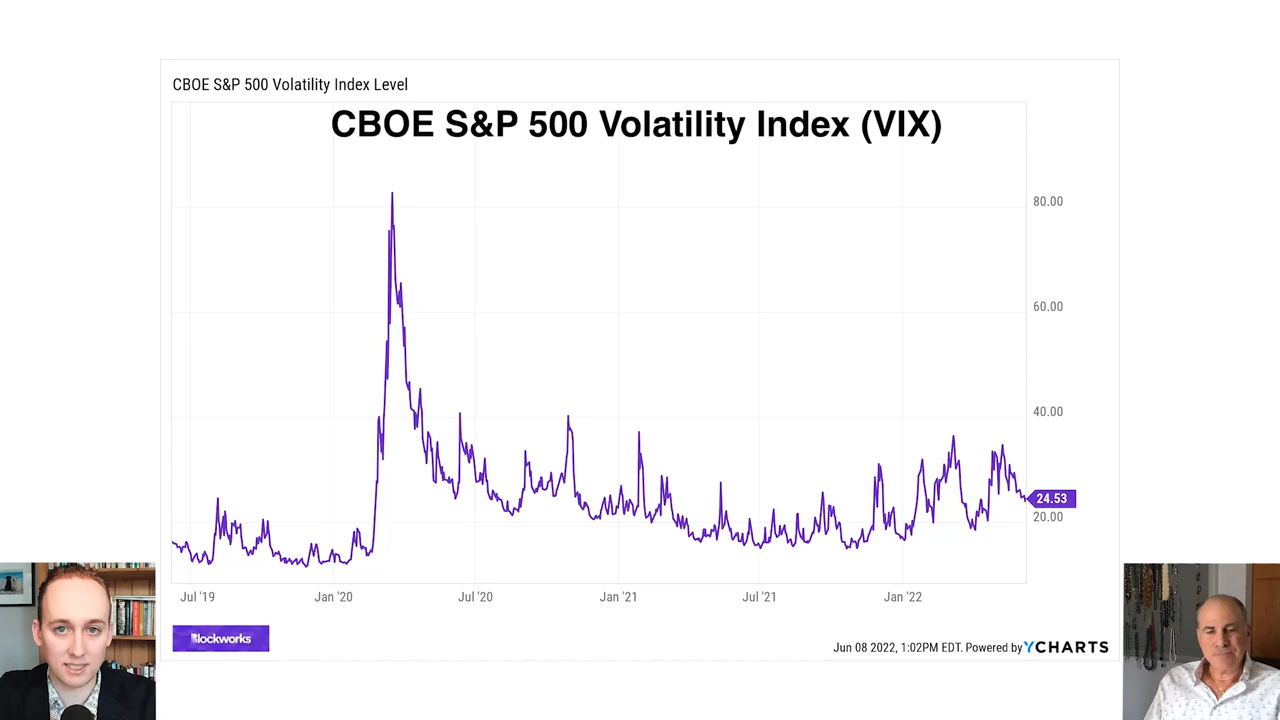 CBOE S&P 500 Volatility Index Level
CBOE S&P 500 Volatility Index (VIX)
80.00
60.00
40.00
24.53
20.00
Jul '19 Jan '20 Jul '20 Jan '21 Jul '21 Jan '22
Blockworks
Jun 08 2022, 1:02PM EDT. Powered by YCHARTS